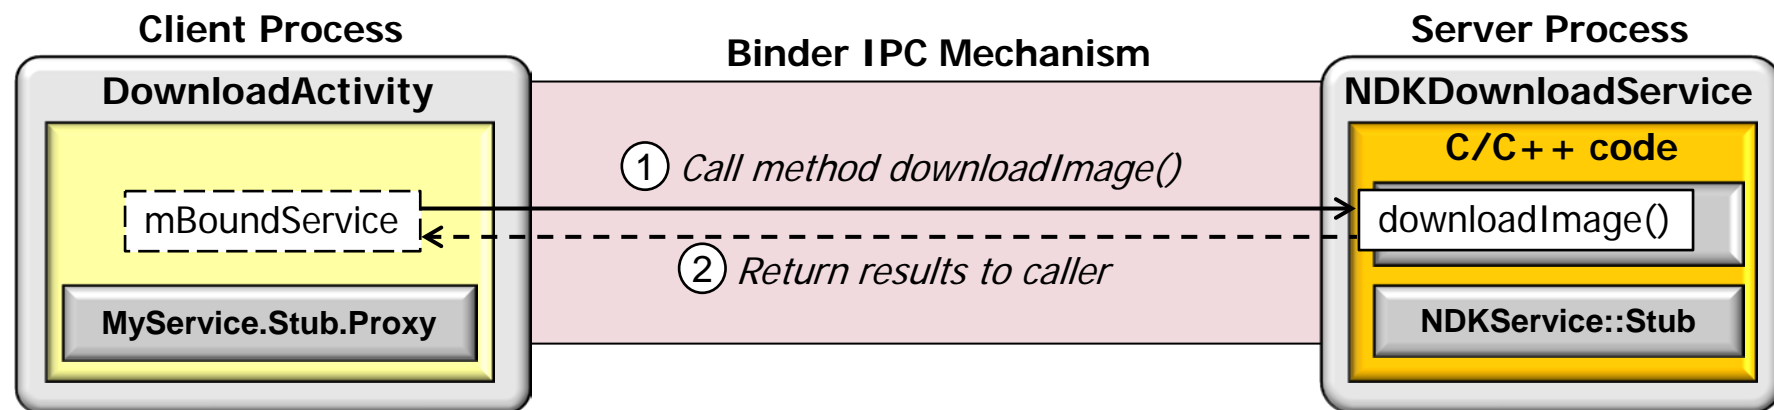 Client Process
Binder IPC Mechanism
Server Process
DownloadActivity
NDKDownloadService
C/C++ code
1 Call method downloadImage()
mBoundService
downloadImage()
2 Return results to caller
MyService.Stub.Proxy
NDKService::Stub